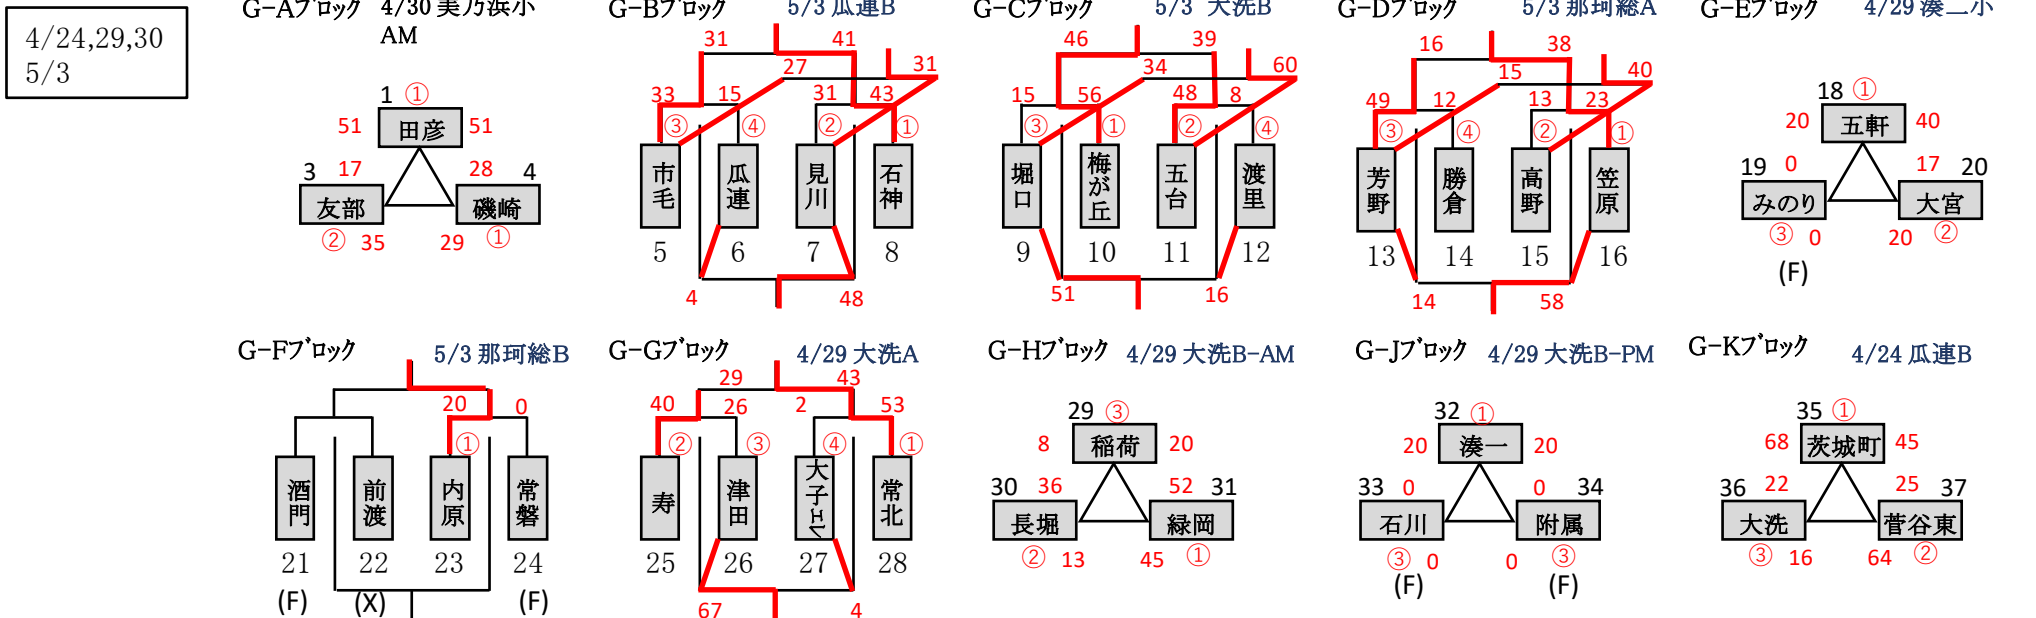 4/24,29,30
5/3
G-Aブロック 4/30 美乃浜小
AM
1 ①
51 田彦 51
3 17 28 4
友部 磯崎
② 35 29 ①
G-Bブロック 5/3 瓜連B
31 41
27 31
33 15 31 43
③ ④ ② ①
市毛 瓜連 見川 石神
5 6 7 8
4 48
G-Cブロック 5/3 大洗B
46 39
34 60
15 56 48 8
③ ① ② ④
堀口 梅が丘 五台 渡里
9 10 11 12
51 16
G-Dブロック 5/3 那珂総A
16 38
15 40
49 12 13 23
③ ④ ② ①
芳野 勝倉 高野 笠原
13 14 15 16
14 58
G-Eブロック 4/29 湊二小
18 ①
20 五軒 40
19 0 17 20
みのり 大宮
③ 0 20 ②
(F)
G-Fブロック 5/3 那珂総B
20 0
①
酒門 前渡 内原 常磐
21 22 23 24
(F) (X) (F)
G-Gブロック 4/29 大洗A
29 43
40 26 2 53
② ③ ④ ①
寿 津田 大子エヘ 常北
25 26 27 28
67 4
G-Hブロック 4/29 大洗B-AM
29 ③
8 稲荷 20
30 36 52 31
長堀 緑岡
② 13 45 ①
G-Jブロック 4/29 大洗B-PM
32 ①
20 湊一 20
33 0 0 34
石川 附属
③ 0 0 ③
(F) (F)
G-Kブロック 4/24 瓜連B
35 ①
68 茨城町 45
36 22 25 37
大洗 菅谷東
③ 16 64 ②